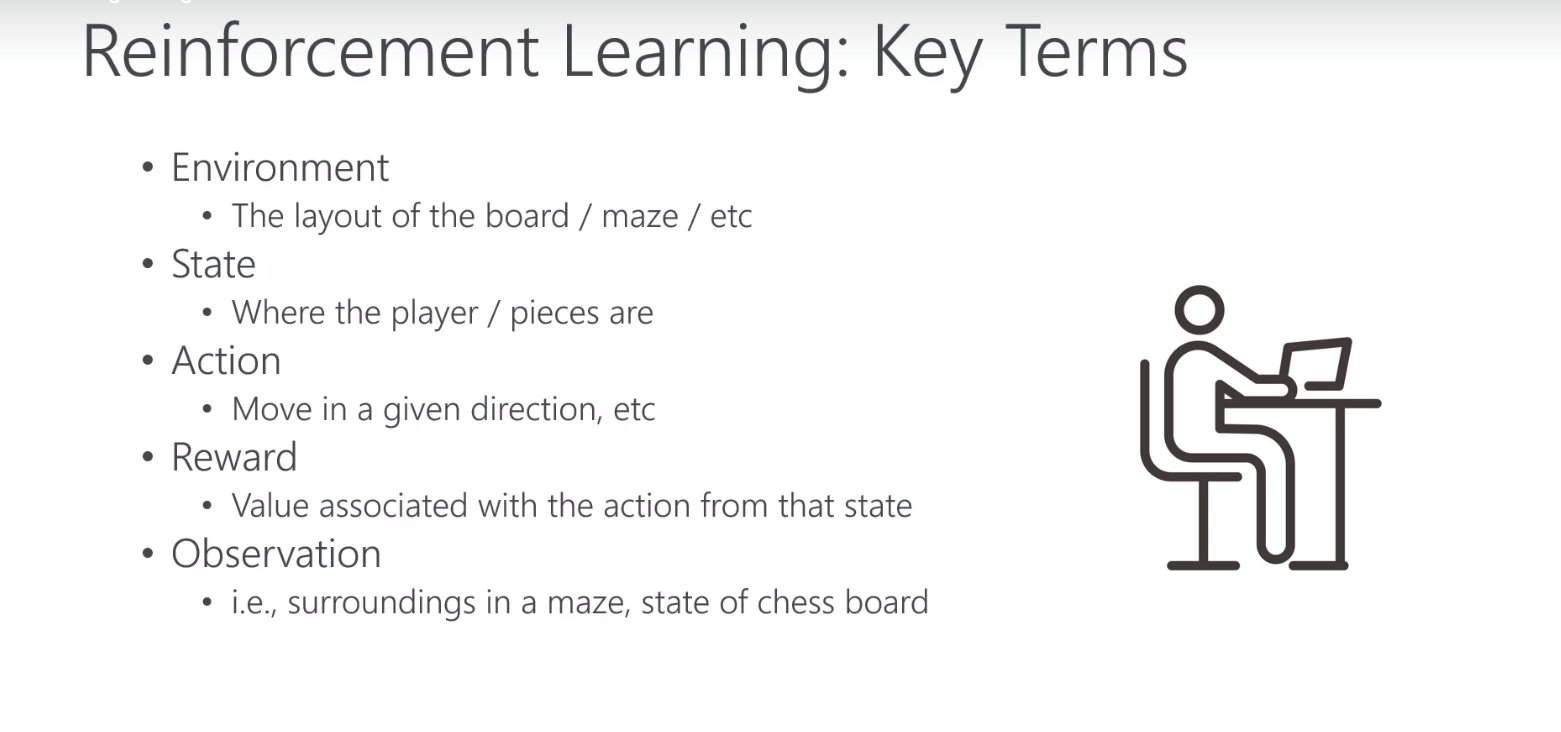 Reinforcement Learning: Key Terms
• Environment
• The layout of the board / maze / etc
• State
• Where the player / pieces are
• Action
• Move in a given direction, etc
• Reward
• Value associated with the action from that state
• Observation
• i.e., surroundings in a maze, state of chess board